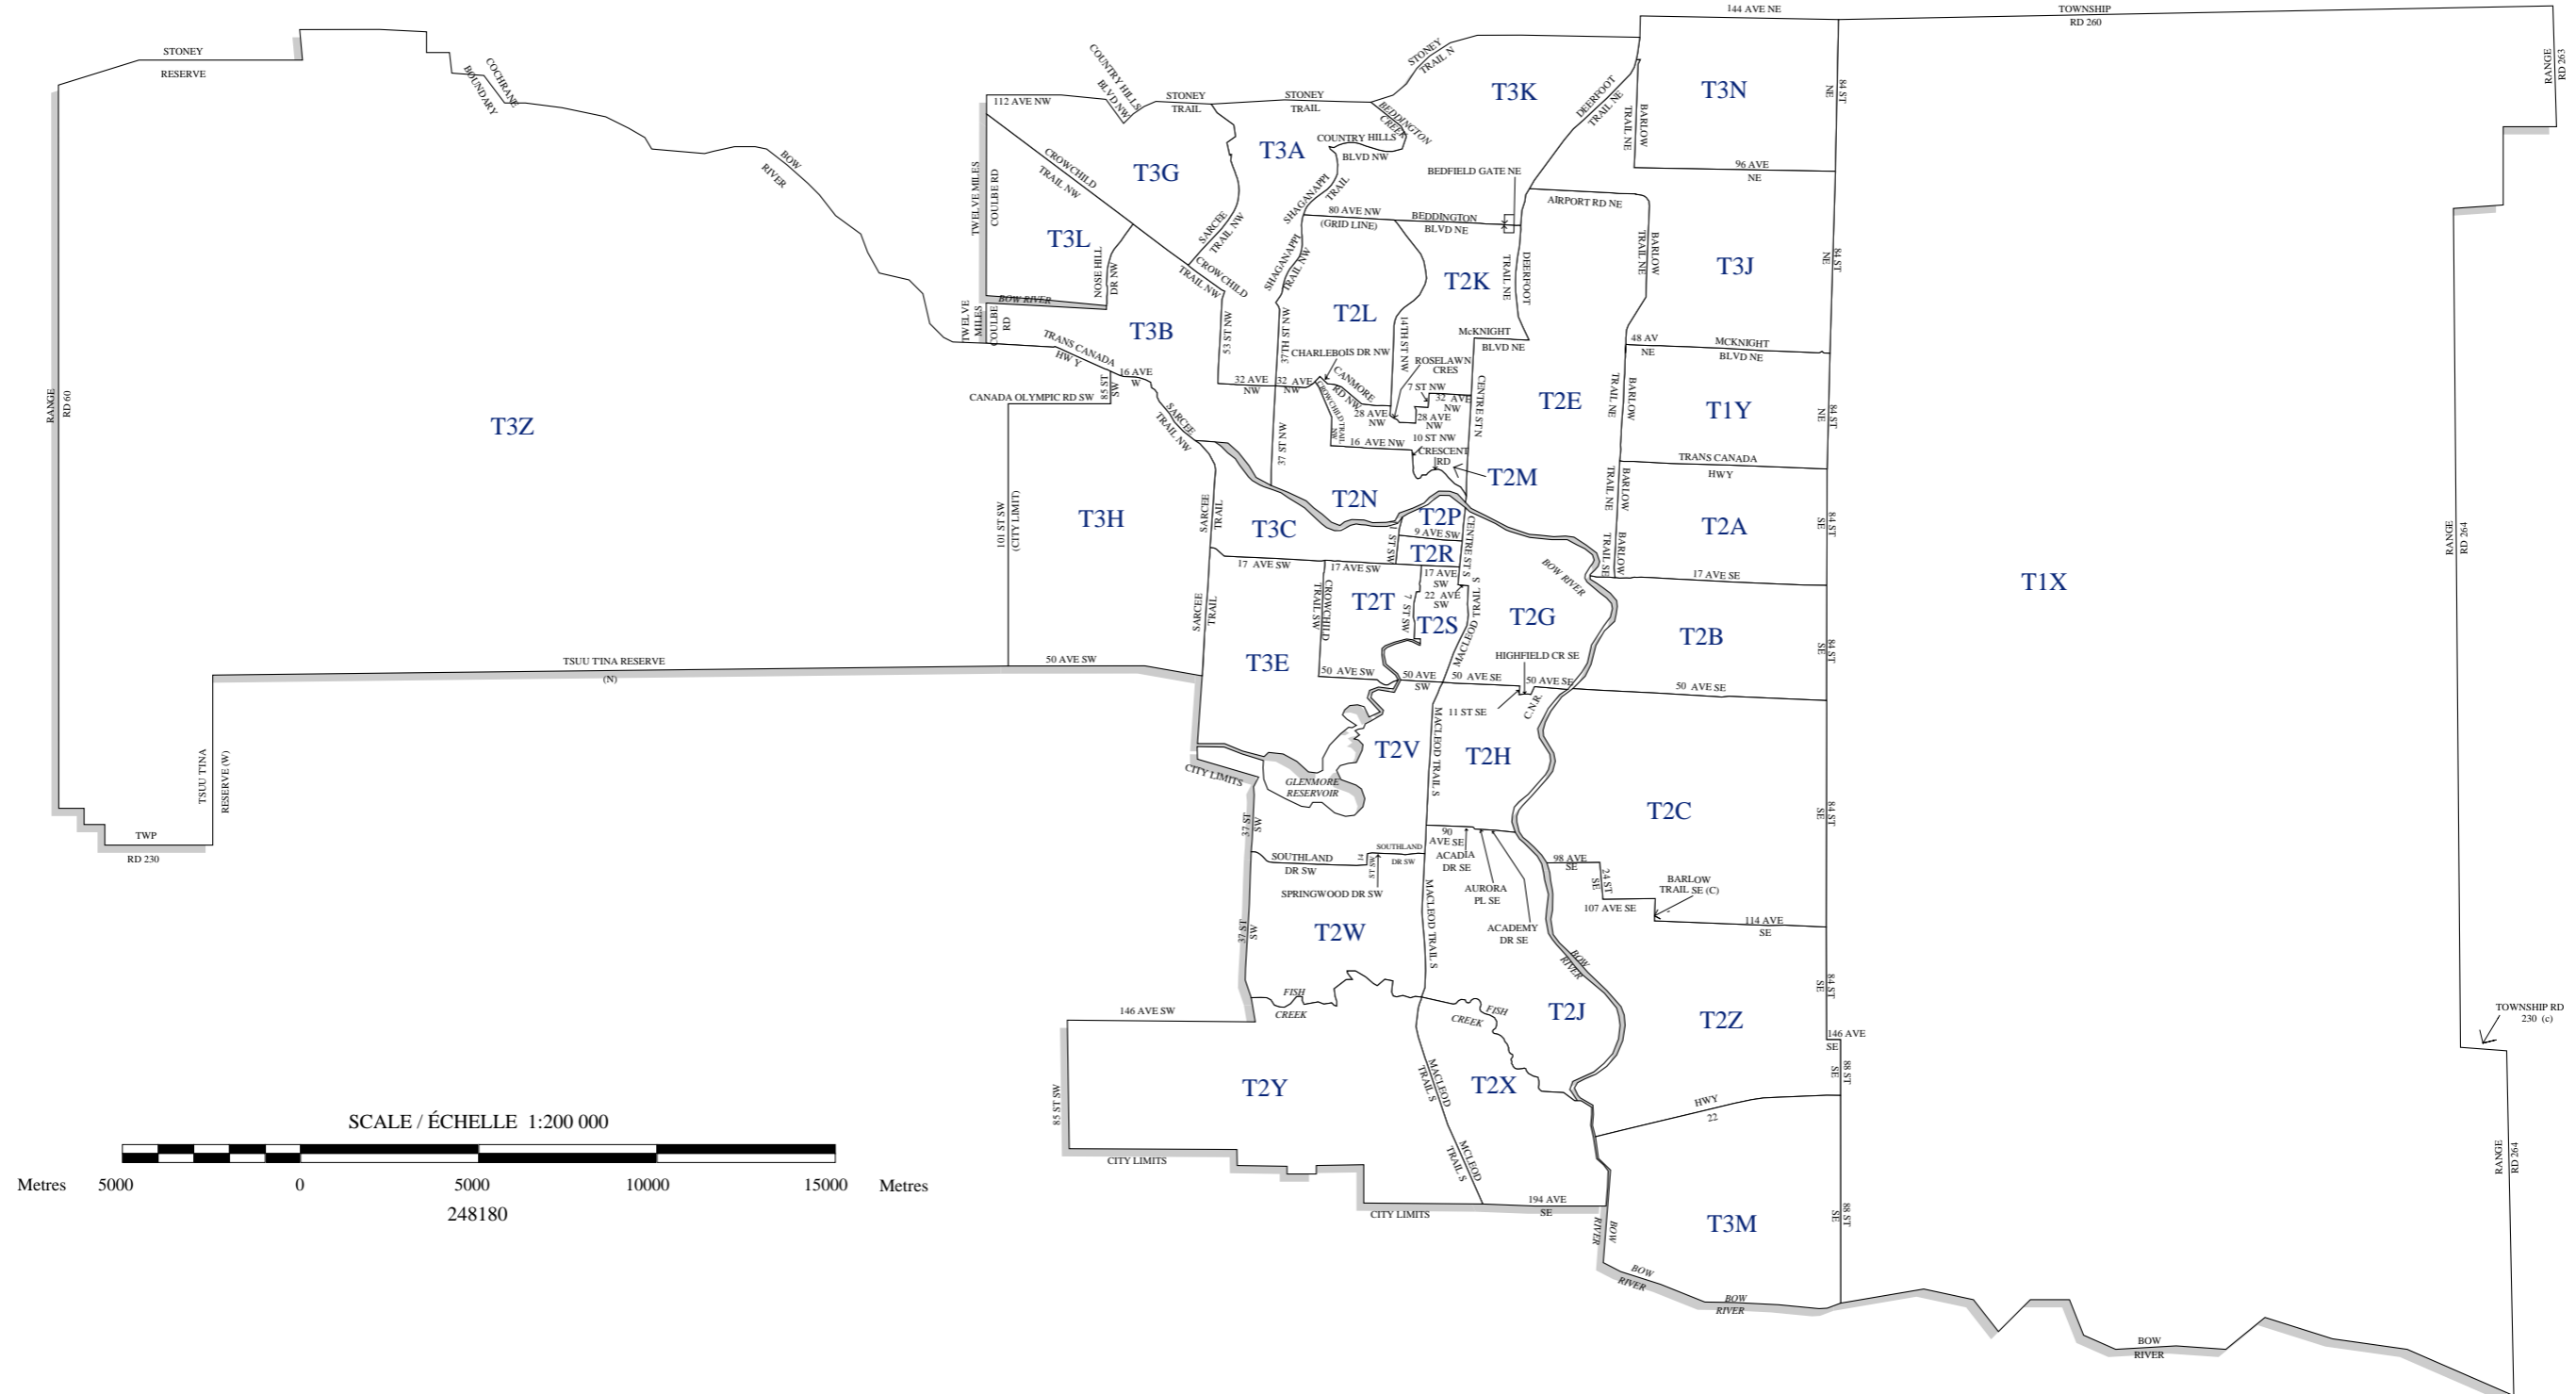 144 AVE NE
TOWNSHIP
RD 260
STONEY
RESERVE
COCHRANE
BOUNDARY
RANGE
RD 263
COUNTRY HILLS
BLVD NW
STONEY
TRAIL N
T3K
T3N
84 ST
NE
112 AVE NW
STONEY
TRAIL
STONEY
TRAIL
BEDDINGTON
CREEK
DEERFOOT
TRAIL NE
BARLOW
TRAIL NE
BOW
RIVER
T3A
COUNTRY HILLS
BLVD NW
T3G
CROWCHILD
TRAIL NW
TWELVE MILES
COULBE RD
BEDFIELD GATE NE
96 AVE
NE
SHAGANAPPI
TRAIL
80 AVE NW
(GRID LINE)
BEDDINGTON
BLVD NE
AIRPORT RD NE
T3L
SARCEE
TRAIL NW
NOSE HILL
DR NW
CROWCHILD
TRAIL NW
SHAGANAPPI
TRAIL NW
T2K
DEERFOOT
TRAIL NE
BARLOW
TRAIL NE
T3J
84 ST
NE
BOW RIVER
TWELVE
MILES
COULBE
RD
T3B
T2L
53 ST NW
37TH ST NW
14TH ST NW
McKNIGHT
BLVD NE
48 AV
NE
MCKNIGHT
BLVD NE
TRANS CANADA
HW Y
16 AVE
W
85 ST
SW
CANADA OLYMPIC RD SW
CHARLEBOIS DR NW
ROSELAWN
CRES
32 AVE
NW
32 AVE
NW
CANMORE
RD NW
7 ST NW
32 AVE
NW
28 AVE
NW
28 AVE
NW
CROWCHILD TRAIL
NW
CENTRE ST N
T2E
BARLOW
TRAIL NE
T1Y
84 ST
NE
RANGE
RD 60
T3Z
SARCEE
TRAIL NW
37 ST NW
16 AVE NW
10 ST NW
CRESCENT
RD
T2M
TRANS CANADA
HWY
T2N
BARLOW
TRAIL NE
101 ST SW
(CITY LIMIT)
T3H
SARCEE
TRAIL
T3C
T2P
9 AVE SW
T2R
ST SW
CENTRE ST S
T2A
84 ST
SE
BARLOW
TRAIL SE
RANGE
RD 264
17 AVE SW
17 AVE SW
17 AVE
SW
22 AVE
SW
BOW RIVER
17 AVE SE
T1X
SARCEE
TRAIL
CROWCHILD
TRAIL SW
T2T
7 ST SW
T2S
MACLEOD TRAIL S
T2G
T2B
84 ST
SE
T3E
HIGHFIELD CR SE
TSUU T'INA RESERVE
(N)
50 AVE SW
50 AVE SW
50 AVE
SW
50 AVE SE
50 AVE SE
50 AVE SE
11 ST SE
C.N.R.
TSUU T'INA
RESERVE (W)
T2V
MACLEOD TRAIL S
T2H
CITY LIMITS
GLENMORE
RESERVOIR
T2C
84 ST
SE
TWP
RD 230
37 ST
SW
SOUTHLAND
DR SW
14
ST SW
SOUTHLAND
DR SW
SPRINGWOOD DR SW
90
AVE SE
ACADIA
DR SE
AURORA
PL SE
ACADEMY
DR SE
98 AVE
SE
24 ST
SE
107 AVE SE
BARLOW
TRAIL SE (C)
114 AVE
SE
T2W
37 ST
SW
MACLEOD TRAIL S
BOW
RIVER
FISH
CREEK
FISH
CREEK
T2J
T2Z
84 ST
SE
146 AVE
SE
TOWNSHIP RD
230 (c)
146 AVE SW
T2Y
85 ST SW
MACLEOD
TRAIL S
T2X
88 ST
SE
HWY
22
SCALE / ÉCHELLE 1:200 000
Metres 5000 0 5000 10000 15000 Metres
248180
CITY LIMITS
MCLEOD
TRAIL S
RANGE
RD 264
CITY LIMITS
194 AVE
SE
BOW
RIVER
T3M
88 ST
SE
BOW
RIVER
BOW
RIVER
BOW
RIVER